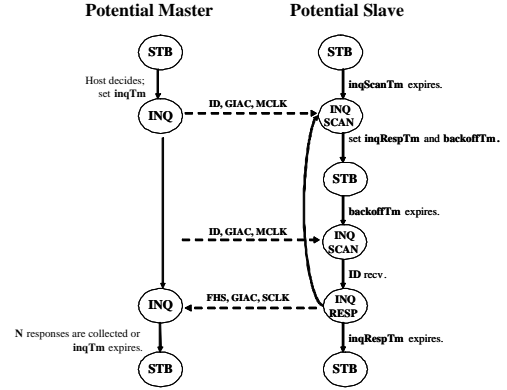 Potential Master
Potential Slave
STB
STB
Host decides;
set inqTm
inqScanTm expires.
INQ
ID, GIAC, MCLK
INQ
SCAN
set inqRespTm and backoffTm.
STB
backoffTm expires.
ID, GIAC, MCLK
INQ
SCAN
ID recv.
INQ
FHS, GIAC, SCLK
INQ
RESP
N responses are collected or
inqTm expires.
inqRespTm expires.
STB
STB